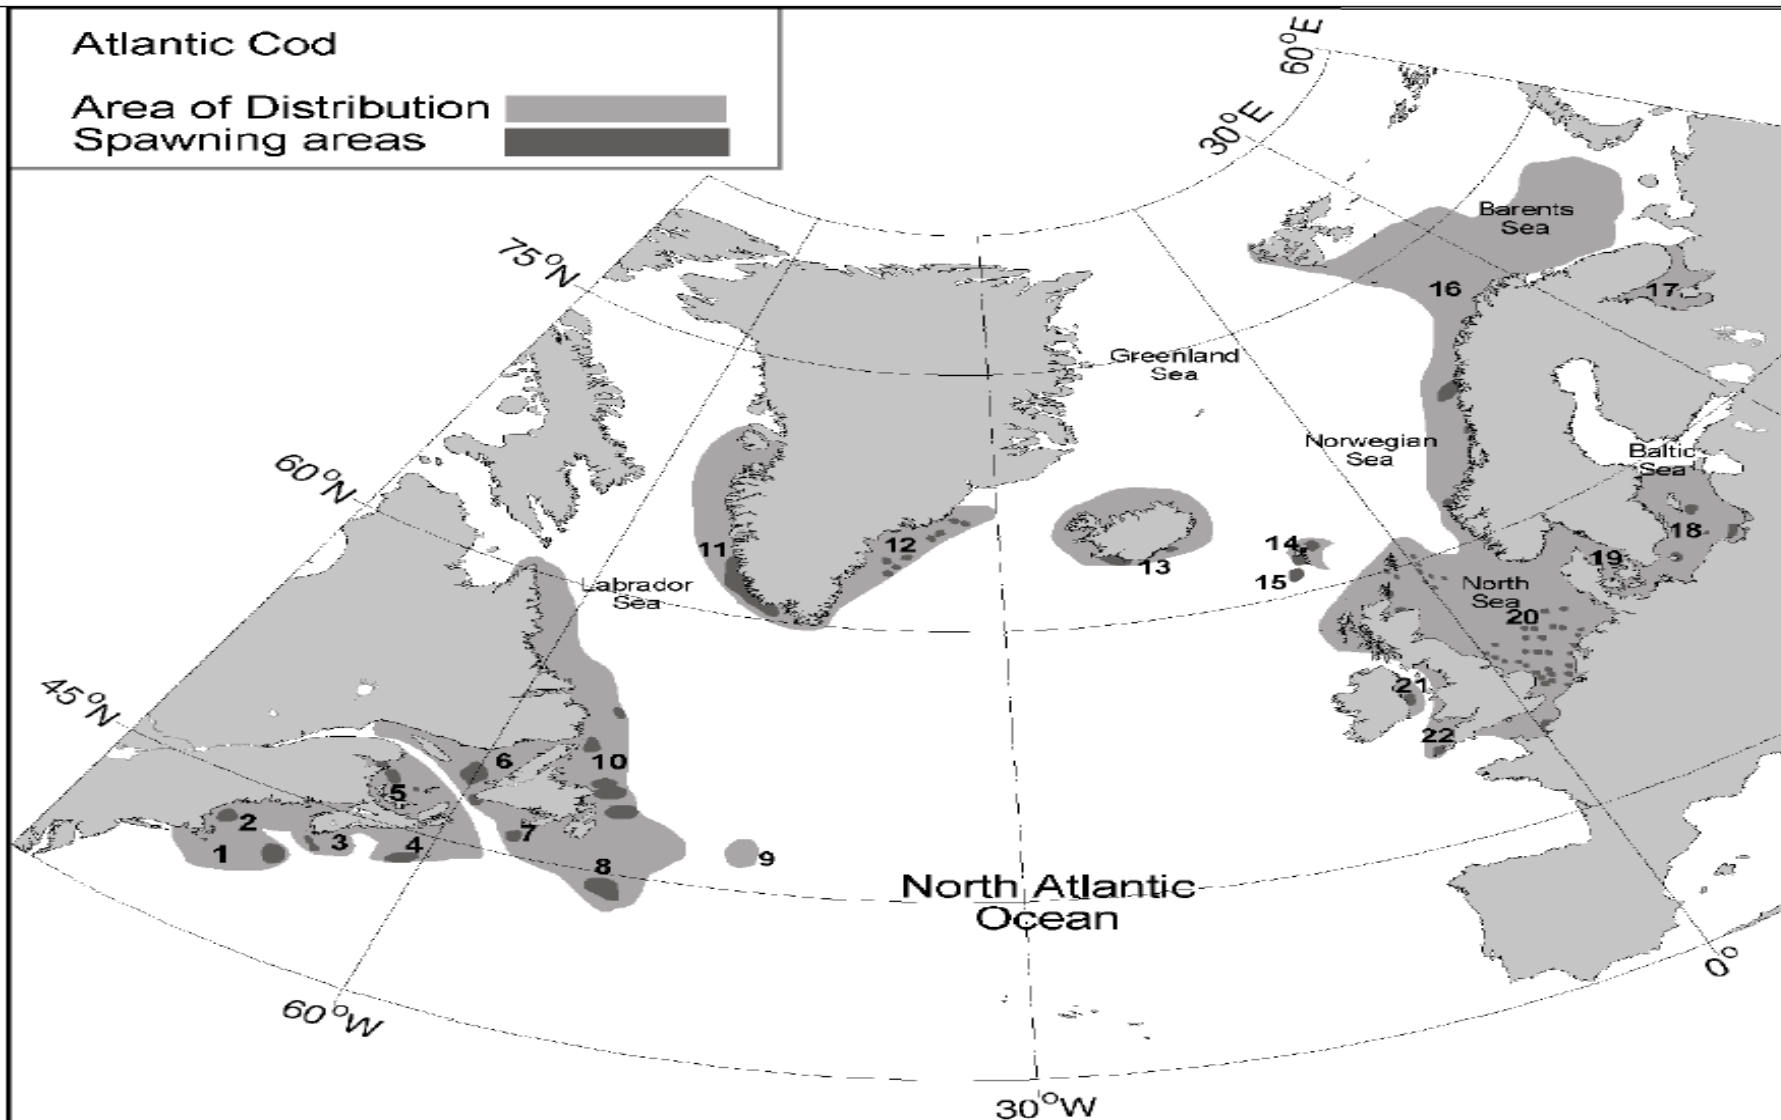 Atlantic Cod
Area of Distribution
Spawning areas
60°E
30°E
75°N
60°N
45°N
60°W
30°W
0°
Barents
Sea
16
17
Greenland
Sea
Norwegian
Sea
Baltic
Sea
18
19
North
Sea
20
21
22
14
15
13
12
11
Labrador
Sea
10
6
5
2
1
3
4
7
8
9
North Atlantic
Ocean